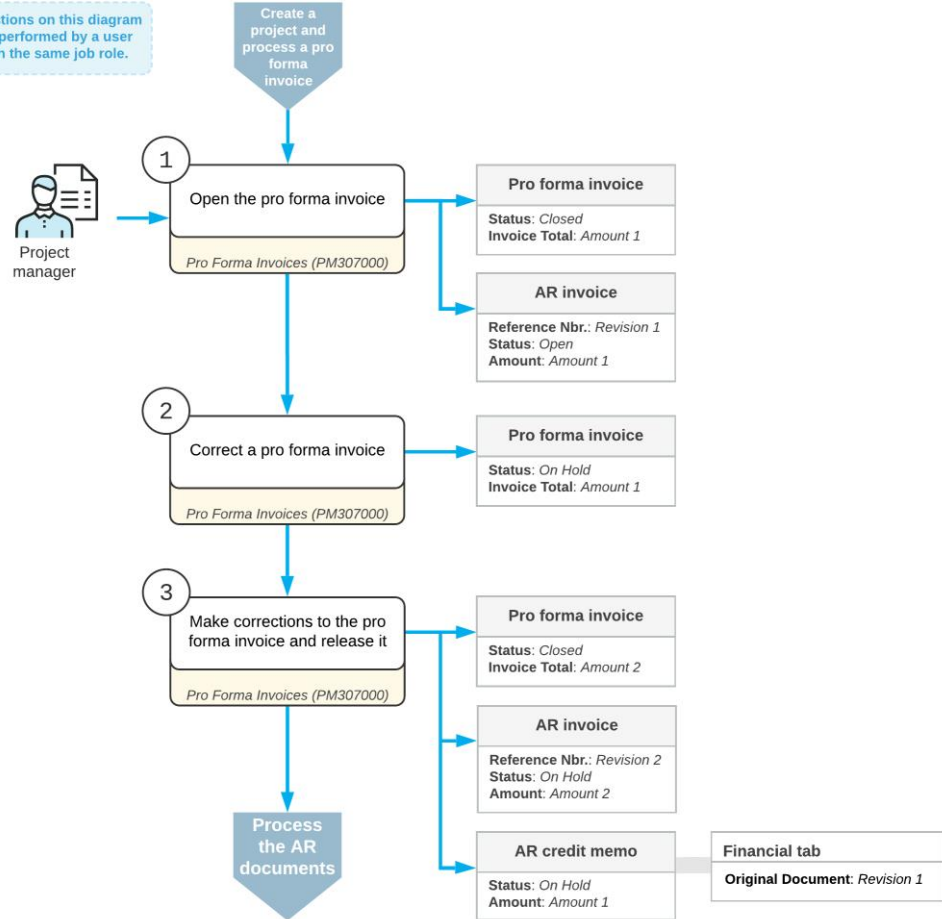 ctions on this diagram
performed by a user
the same job role.
Create a
project and
process a pro
forma
invoice
1
Open the pro forma invoice
Pro Forma Invoices (PM307000)
Project
manager
Pro forma invoice
Status: Closed
Invoice Total: Amount 1
AR invoice
Reference Nbr.: Revision 1
Status: Open
Amount: Amount 1
2
Correct a pro forma invoice
Pro Forma Invoices (PM307000)
Pro forma invoice
Status: On Hold
Invoice Total: Amount 1
3
Make corrections to the pro
forma invoice and release it
Pro Forma Invoices (PM307000)
Pro forma invoice
Status: Closed
Invoice Total: Amount 2
AR invoice
Reference Nbr.: Revision 2
Status: On Hold
Amount: Amount 2
Process
the AR
documents
AR credit memo
Status: On Hold
Amount: Amount 1
Financial tab
Original Document: Revision 1